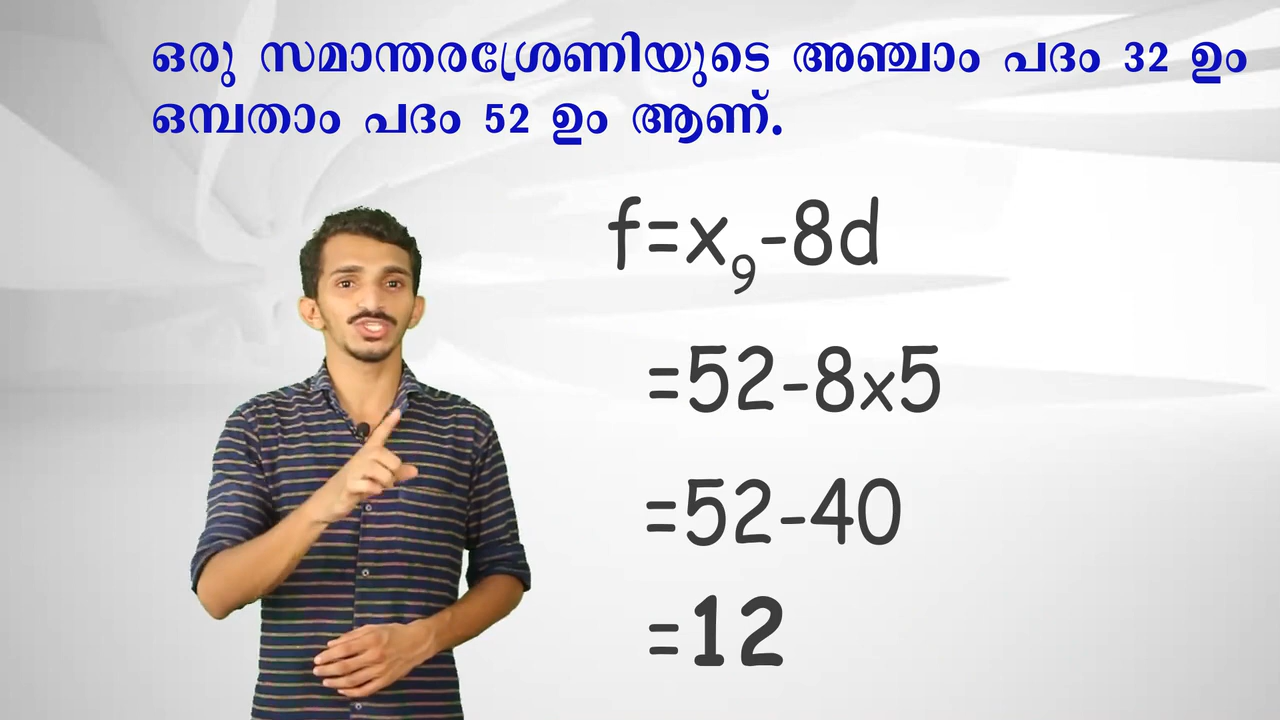 ഒരു സമാന്തരശ്രേണിയുടെ അഞ്ചാം പദം 32 ഉം
ഒമ്പതാം പദം 52 ഉം ആണ്.
f=x₉-8d
=52-8x5
=52-40
=12